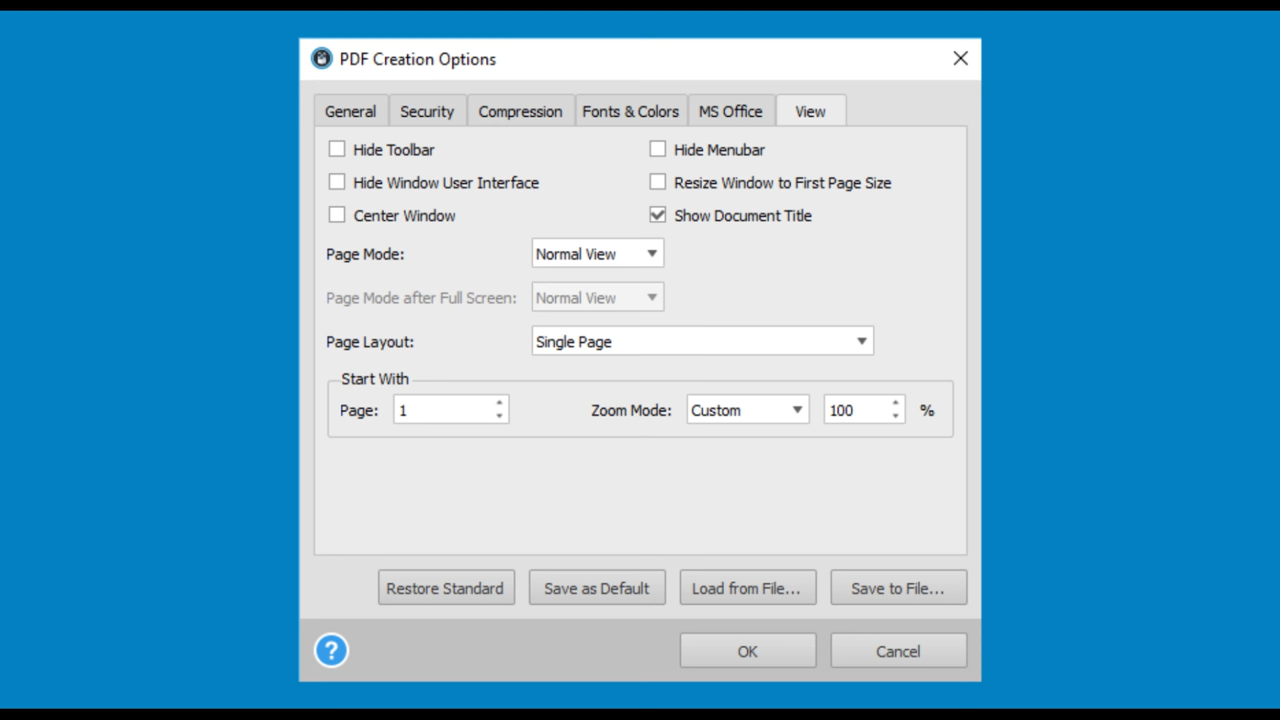 PDF Creation Options
General Security Compression Fonts & Colors MS Office View
Hide Toolbar Hide Menubar
Hide Window User Interface Resize Window to First Page Size
Center Window Show Document Title
Page Mode: Normal View
Page Mode after Full Screen: Normal View
Page Layout: Single Page
Start With
Page: 1 Zoom Mode: Custom 100 %
Restore Standard Save as Default Load from File... Save to File...
? OK Cancel